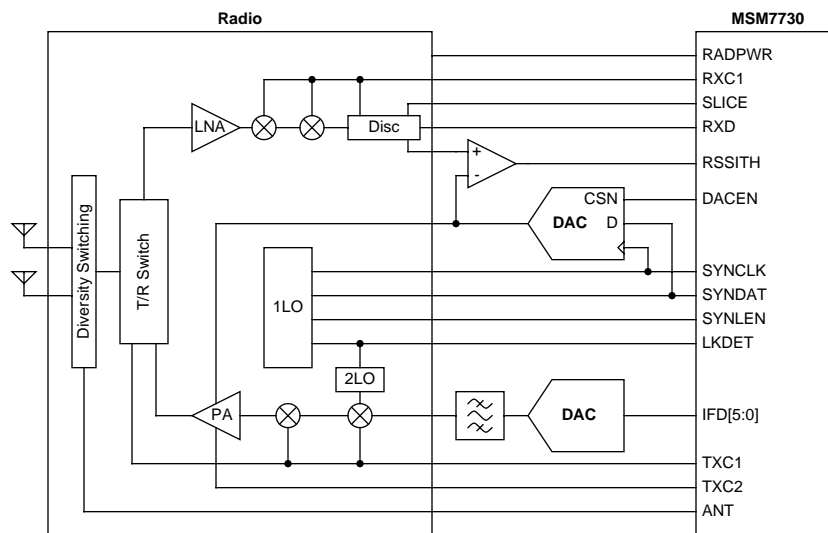 Radio
MSM7730
RADPWR
RXC1
SLICE
LNA
Disc
RXD
+
RSSITH
-
CSN
DACEN
DAC
D
Diversity Switching
T/R Switch
SYNCLK
1LO
SYNDAT
SYNLEN
LKDET
2LO
PA
DAC
IFD[5:0]
TXC1
TXC2
ANT